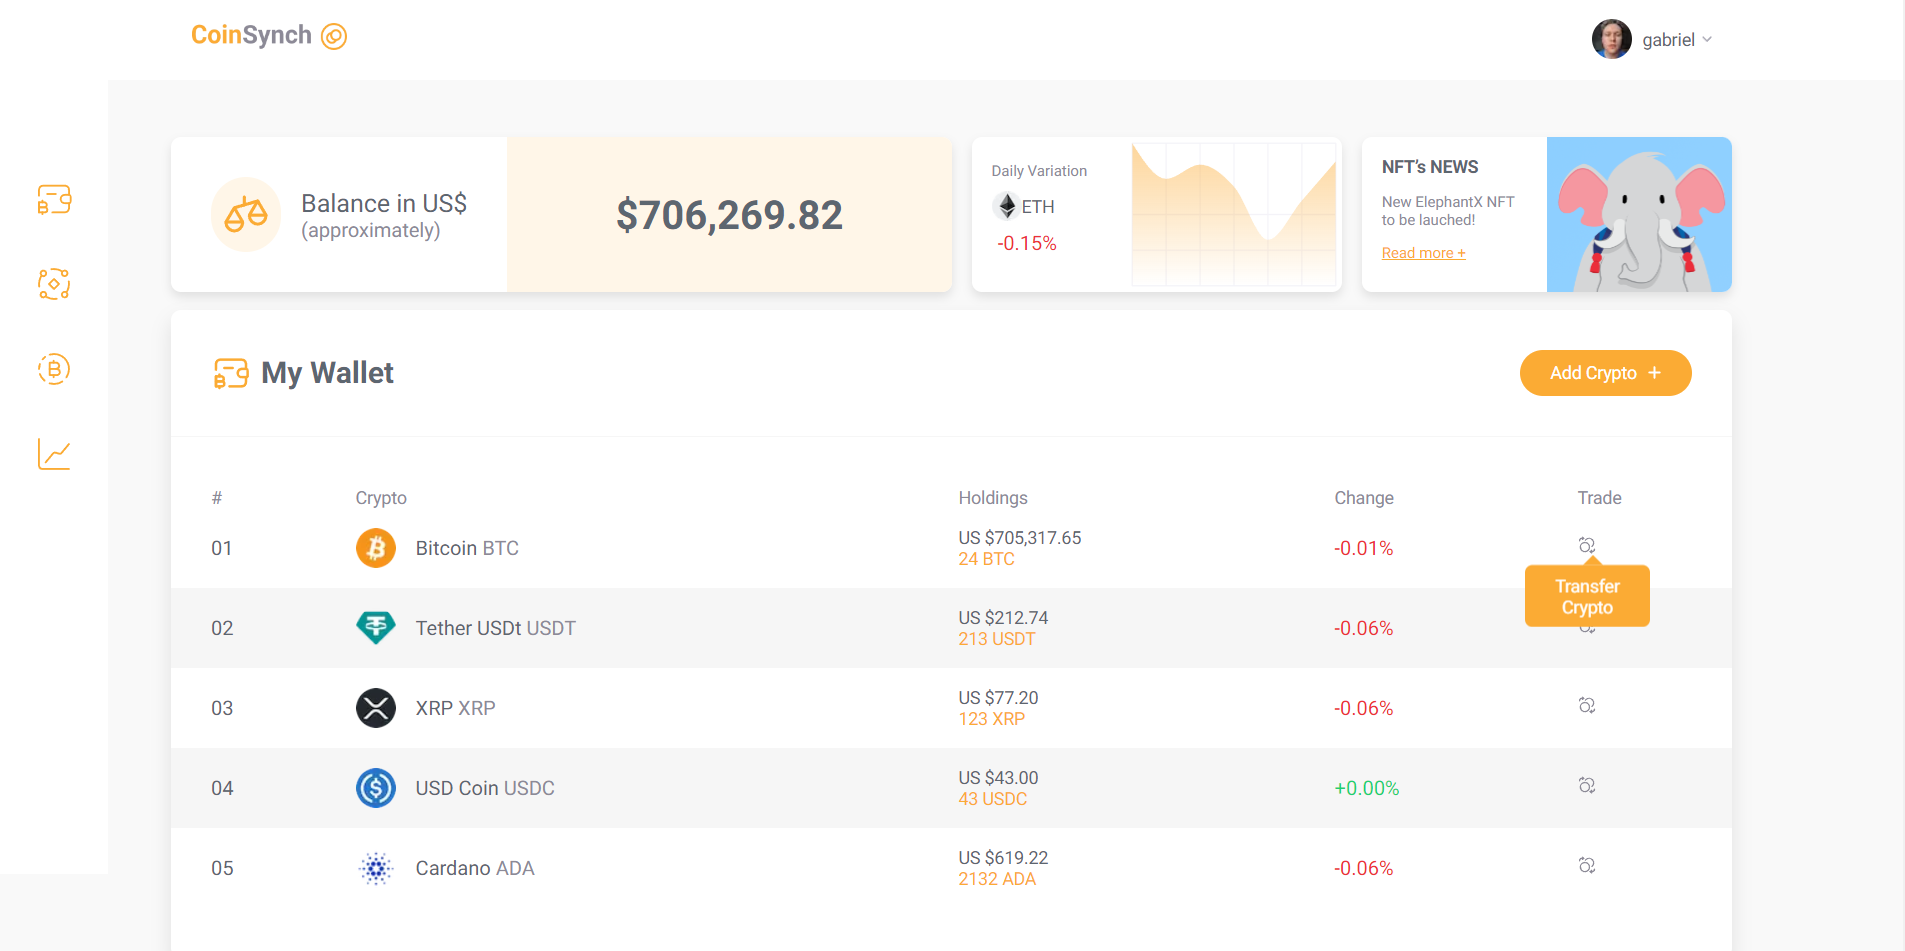 CoinSynch
gabriel
Balance in US$
(approximately)
$706,269.82
Daily Variation
ETH
-0.15%
NFT’s NEWS
New ElephantX NFT
to be lauched!
Read more +
My Wallet
Add Crypto +
# Crypto Holdings Change Trade
01 Bitcoin BTC US $705,317.65 -0.01%
24 BTC
Transfer
Crypto
02 Tether USDt USDT US $212.74 -0.06%
213 USDT
03 XRP XRP US $77.20 -0.06%
123 XRP
04 USD Coin USDC US $43.00 +0.00%
43 USDC
05 Cardano ADA US $619.22 -0.06%
2132 ADA